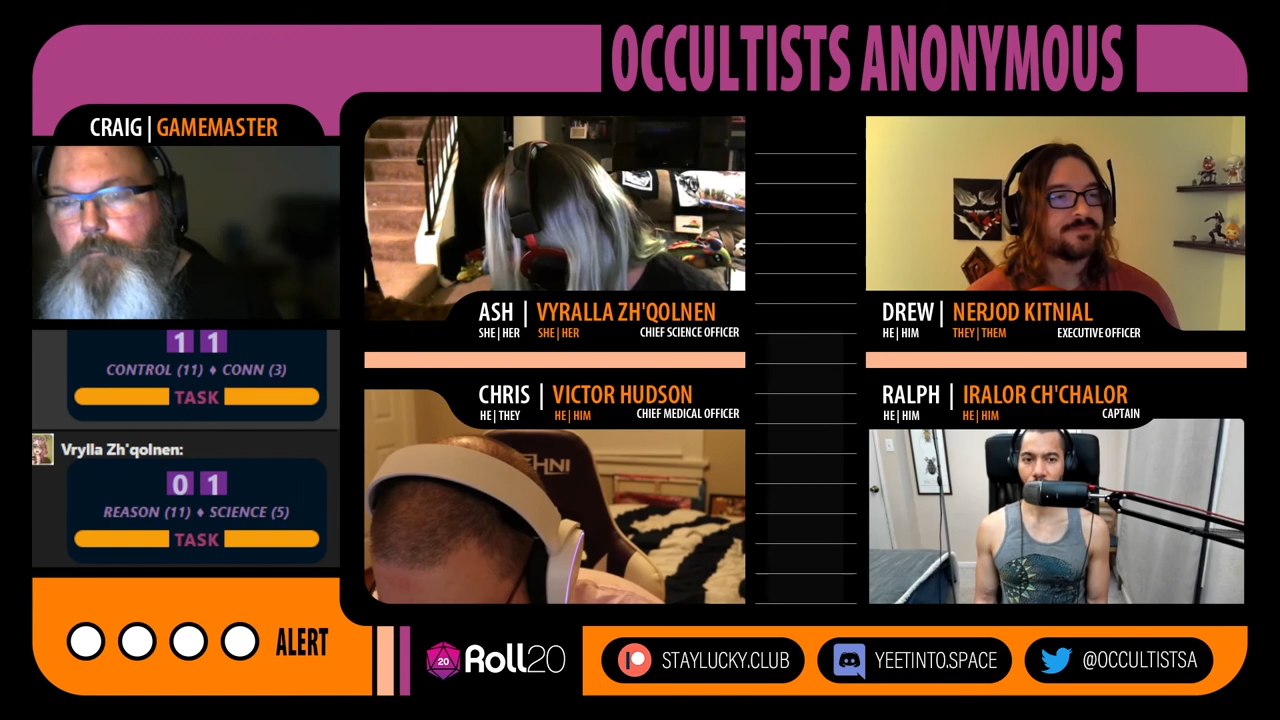 OCCULTISTS ANONYMOUS
CRAIG | GAMEMASTER
ASH | VYRALLA ZH'QOLNEN
SHE | HER SHE | HER CHIEF SCIENCE OFFICER
DREW | NERJOD KITNIAL
HE | HIM THEY | THEM EXECUTIVE OFFICER
1 1
CONTROL (11) ♦ CONN (3)
TASK
Vrylla Zh'qolnen:
0 1
REASON (11) ♦ SCIENCE (5)
TASK
CHRIS | VICTOR HUDSON
HE | THEY HE | HIM CHIEF MEDICAL OFFICER
RALPH | IRALOR CH'CHALOR
HE | HIM HE | HIM CAPTAIN
ALERT
20 Roll20
STAYLUCKY.CLUB
YEETINTO.SPACE
@OCCULTISTSA